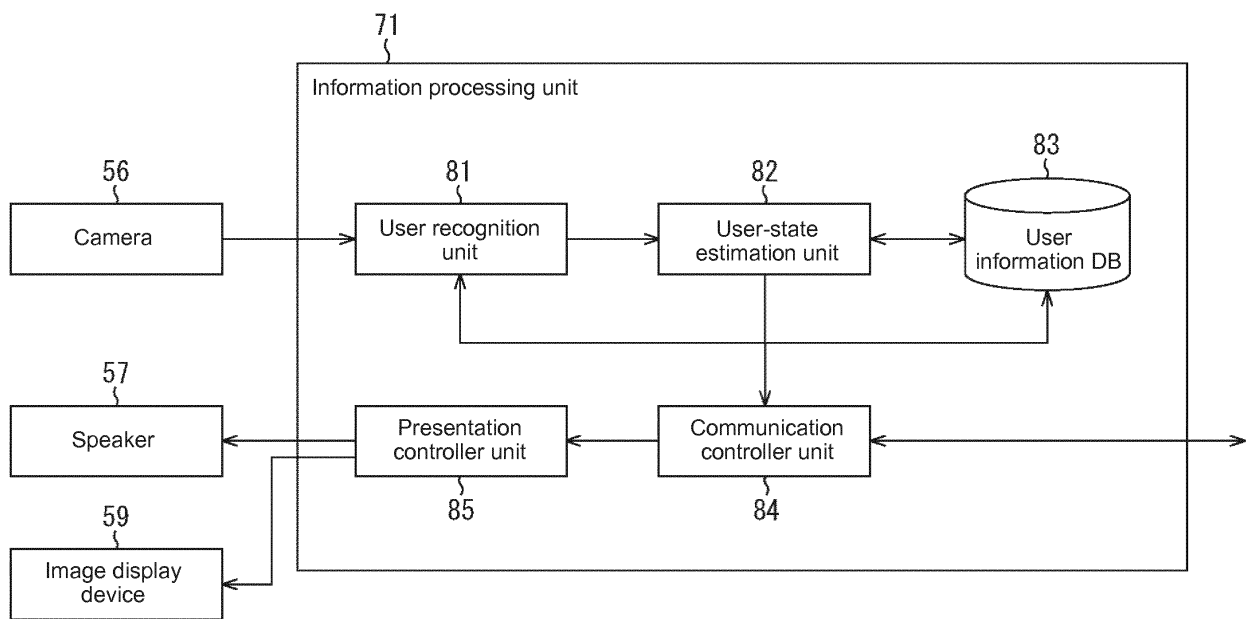 71
Information processing unit
56
81
82
83
Camera
User recognition
unit
User-state
estimation unit
User
information DB
57
Speaker
Presentation
controller unit
Communication
controller unit
85
84
59
Image display
device